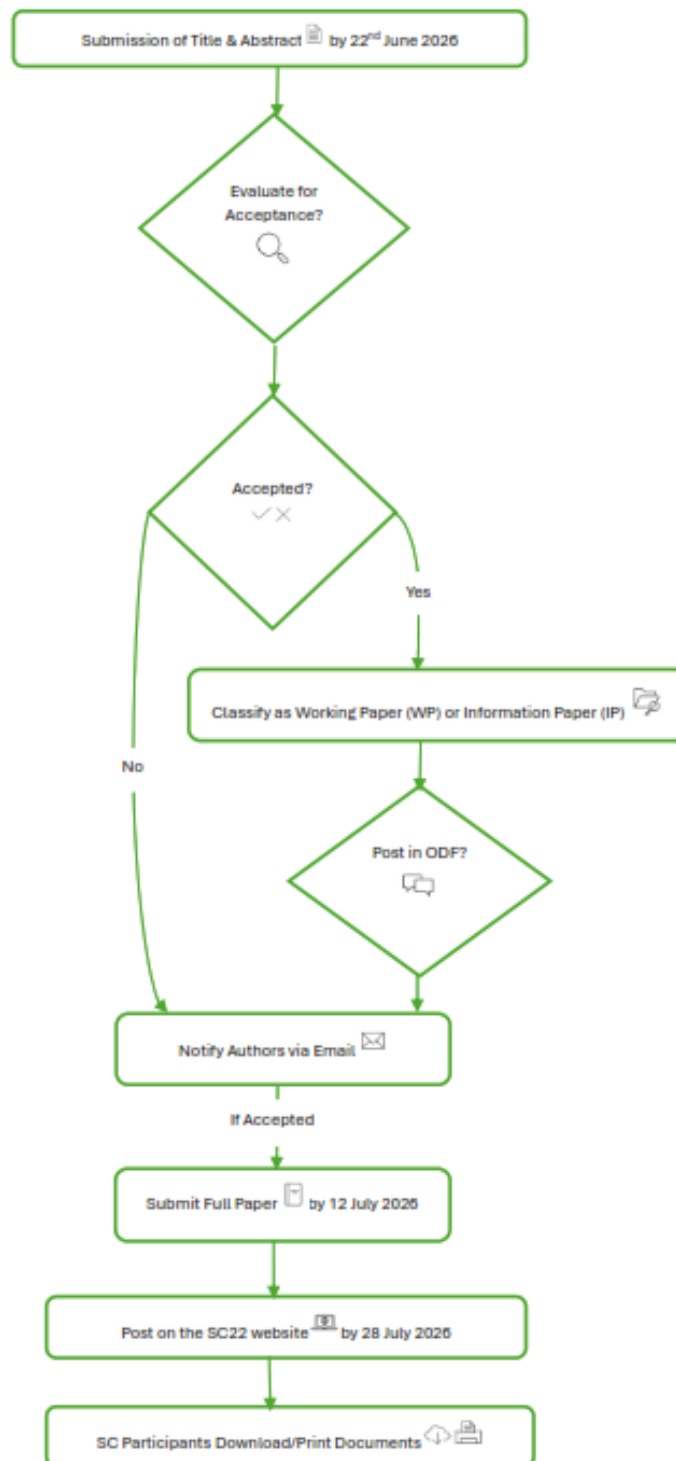 Submission of Title & Abstract by 22nd June 2026
Evaluate for
Acceptance?
Accepted?
Yes
Classify as Working Paper (WP) or Information Paper (IP)
No
Post in ODF?
Notify Authors via Email
If Accepted
Submit Full Paper by 12 July 2026
Post on the SC22 website by 28 July 2026
SC Participants Download/Print Documents